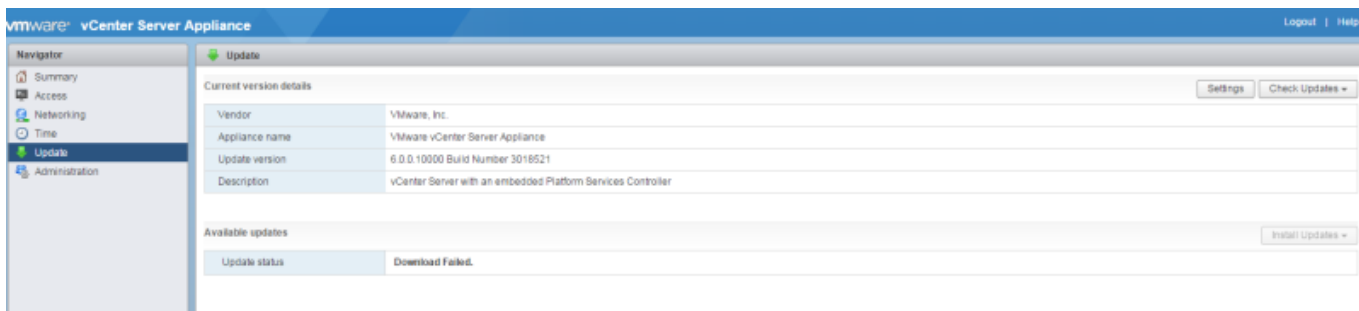 vmware vCenter Server Appliance
Logout | Help
Navigator
Summary
Access
Networking
Time
Update
Administration
Update
Current version details
Settings
Check Updates
Vendor VMware, Inc.
Appliance name VMware vCenter Server Appliance
Update version 6.0.0.10000 Build Number 3018521
Description vCenter Server with an embedded Platform Services Controller
Available updates
Install Updates
Update status Download Failed.